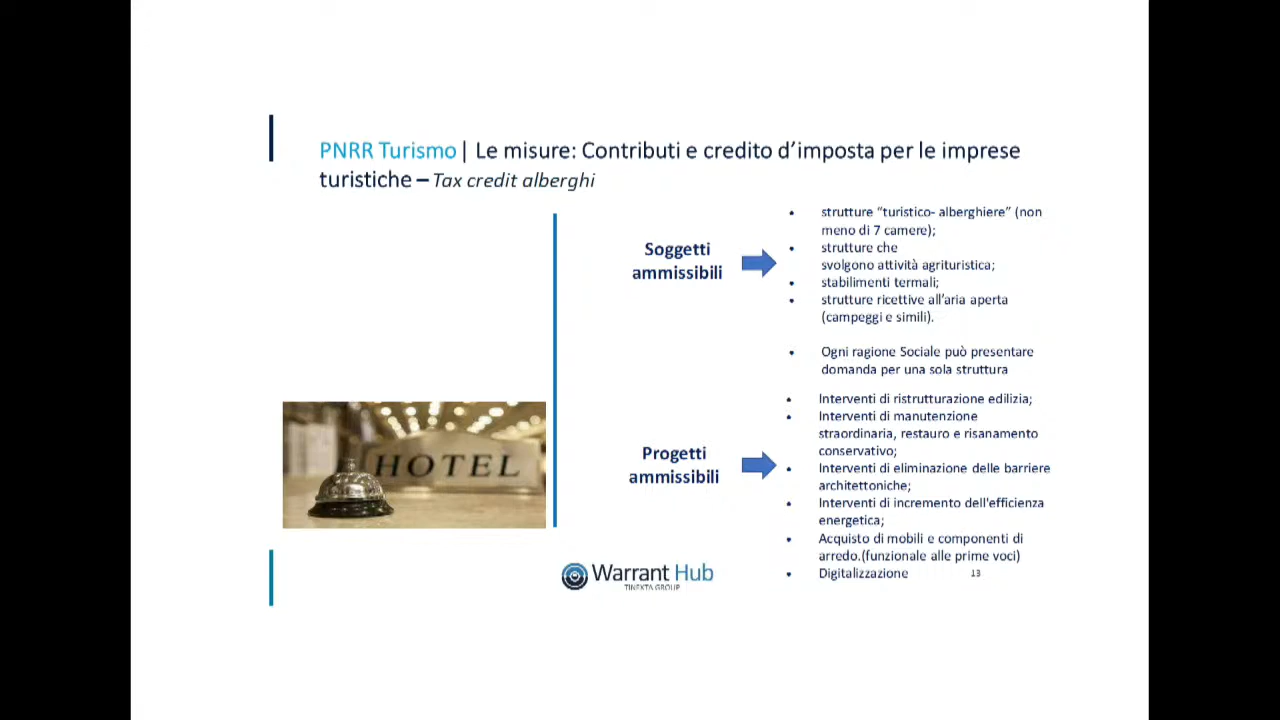 PNRR Turismo | Le misure: Contributi e credito d’imposta per le imprese
turistiche – Tax credit alberghi
Soggetti
ammissibili
• strutture “turistico- alberghiere” (non
meno di 7 camere);
• strutture che
svolgono attività agrituristica;
• stabilimenti termali;
• strutture ricettive all’aria aperta
(campeggi e simili).
• Ogni ragione Sociale può presentare
domanda per una sola struttura
Progetti
ammissibili
• Interventi di ristrutturazione edilizia;
• Interventi di manutenzione
straordinaria, restauro e risanamento
conservativo;
• Interventi di eliminazione delle barriere
architettoniche;
• Interventi di incremento dell'efficienza
energetica;
• Acquisto di mobili e componenti di
arredo.(funzionale alle prime voci)
• Digitalizzazione
HOTEL
Warrant Hub
TINEXTA GROUP
13